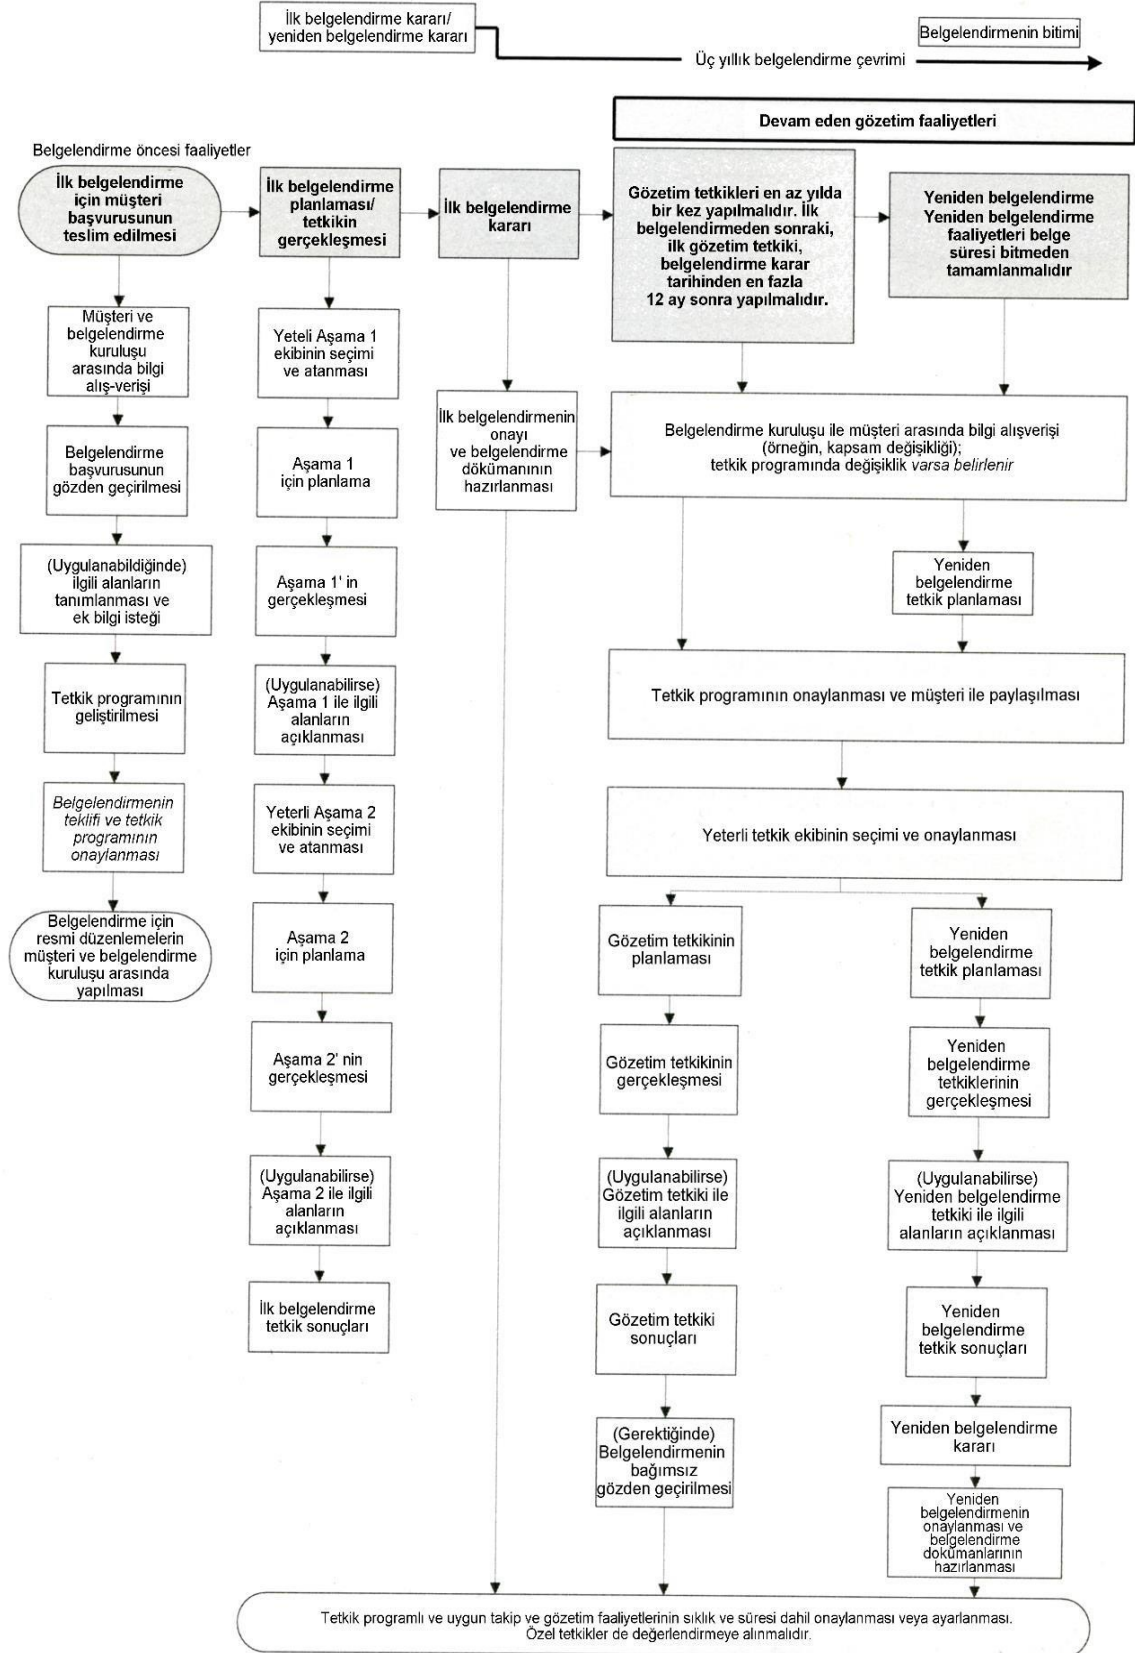 İlk belgelendirme kararı/
yeniden belgelendirme kararı
Belgelendirmenin bitimi
Üç yıllık belgelendirme çevrimi
Devam eden gözetim faaliyetleri
Belgelendirme öncesi faaliyetler
İlk belgelendirme
için müşteri
başvurusunun
teslim edilmesi
İlk belgelendirme
planlaması/
tetkikin
gerçekleşmesi
İlk belgelendirme
kararı
Gözetim tetkikleri en az yılda
bir kez yapılmalıdır. İlk
belgelendirmeden sonraki,
ilk gözetim tetkiki,
belgelendirme karar
tarihinden en fazla
12 ay sonra yapılmalıdır.
Yeniden belgelendirme
Yeniden belgelendirme
faaliyetleri belge
süresi bitmeden
tamamlanmalıdır
Müşteri ve
belgelendirme
kuruluşu
arasında bilgi
alış-verişi
Belgelendirme
başvurusunun
gözden geçirilmesi
(Uygulanabildiğinde)
ilgili alanların
tanımlanması ve
ek bilgi isteği
Tetkik programının
geliştirilmesi
Belgelendirmenin
teklifi ve tetkik
programının
onaylanması
Belgelendirme için
resmi düzenlemelerin
müşteri ve belgelendirme
kuruluşu arasında
yapılması
Yeteli Aşama 1
ekibinin seçimi
ve atanması
Aşama 1
için planlama
Aşama 1' in
gerçekleşmesi
(Uygulanabilirse)
Aşama 1 ile ilgili
alanların
açıklanması
Yeterli Aşama 2
ekibinin seçimi
ve atanması
Aşama 2
için planlama
Aşama 2' nin
gerçekleşmesi
(Uygulanabilirse)
Aşama 2 ile ilgili
alanların
açıklanması
İlk belgelendirme
tetkik sonuçları
İlk belgelendirmenin
onayı
ve belgelendirme
dökümanının
hazırlanması
Belgelendirme kuruluşu ile müşteri arasında bilgi alışverişi
(örneğin, kapsam değişikliği);
tetkik programında değişiklik varsa belirlenir
Yeniden
belgelendirme
tetkik planlaması
Tetkik programının onaylanması ve müşteri ile paylaşılması
Yeterli tetkik ekibinin seçimi ve onaylanması
Gözetim tetkikinin
planlaması
Gözetim tetkikinin
gerçekleşmesi
(Uygulanabilirse)
Gözetim tetkiki ile
ilgili alanların
açıklanması
Gözetim tetkiki
sonuçları
(Gerektiğinde)
Belgelendirmenin
bağımsız
gözden geçirilmesi
Yeniden
belgelendirme
tetkik planlaması
Yeniden
belgelendirme
tetkiklerinin
gerçekleşmesi
(Uygulanabilirse)
Yeniden belgelendirme
tetkiki ile ilgili
alanların açıklanması
Yeniden
belgelendirme
tetkik sonuçları
Yeniden belgelendirme
kararı
Yeniden
belgelendirmenin
onaylanması ve
belgelendirme
dokümanlarının
hazırlanması
Tetkik programlı ve uygun takip ve gözetim faaliyetlerinin sıklık ve süresi dahil onaylanması veya ayarlanması.
Özel tetkikler de değerlendirmeye alınmalıdır.